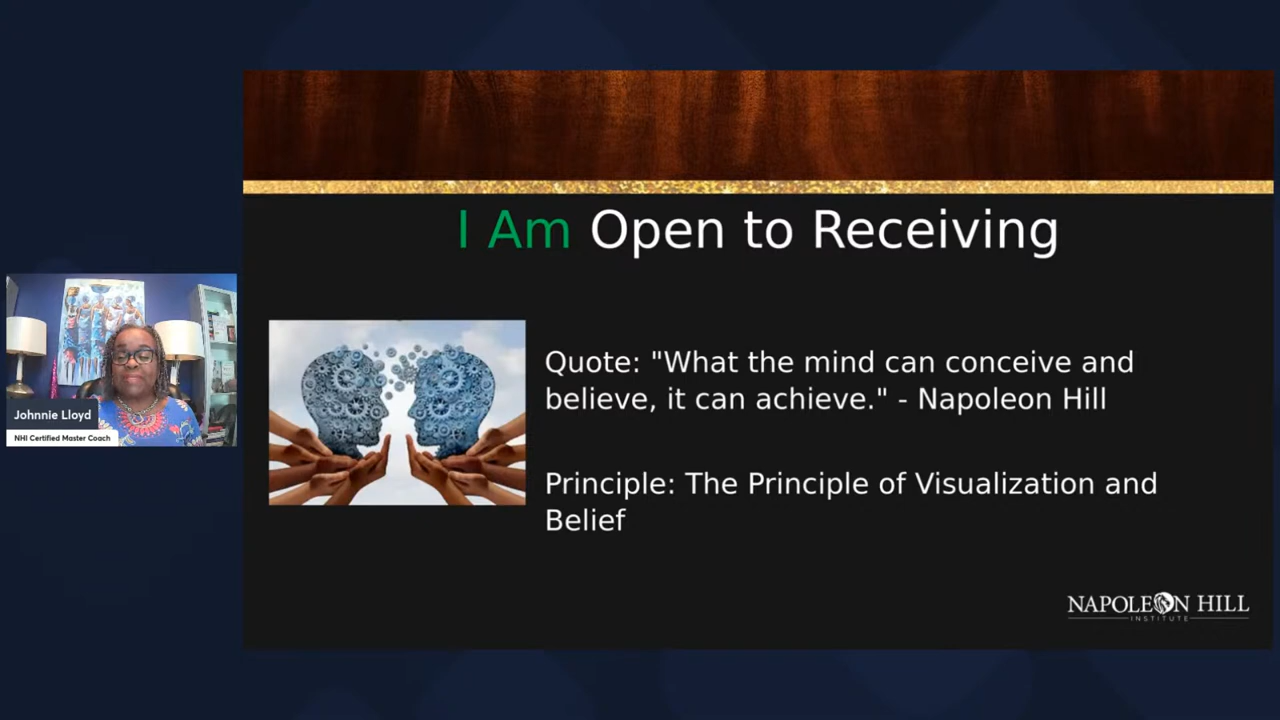 I Am Open to Receiving
Quote: "What the mind can conceive and
believe, it can achieve." - Napoleon Hill
Principle: The Principle of Visualization and
Belief
Johnnie Lloyd
NHI Certified Master Coach
NAPOLEON HILL
INSTITUTE